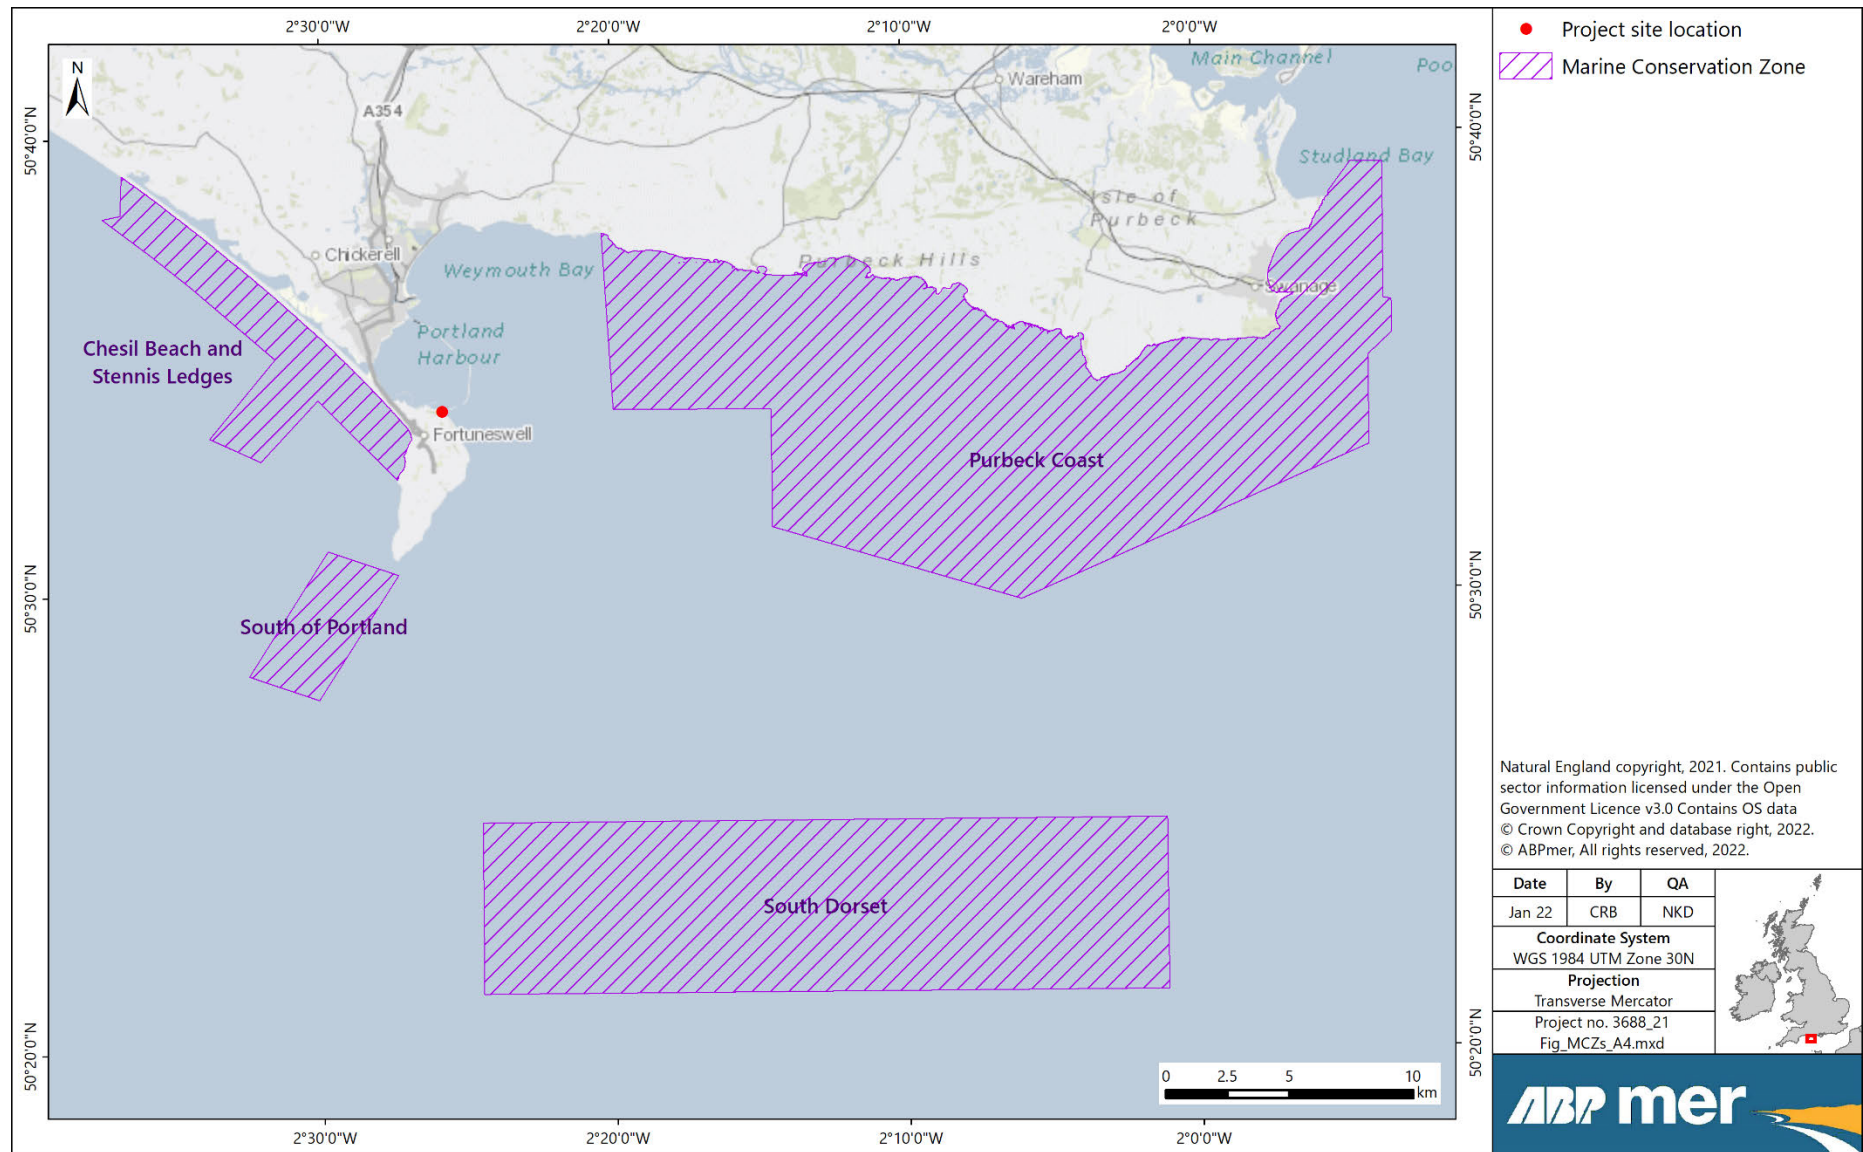 2°30'0"W 2°20'0"W 2°10'0"W 2°0'0"W
Project site location
Marine Conservation Zone
N
Main Channel
Poo
Wareham
A354
50°40'0"N
50°40'0"N
Studland Bay
Isle of
Purbeck
Chickerell
Weymouth Bay
Purbeck Hills
Swanage
Portland
Harbour
Chesil Beach and
Stennis Ledges
Fortuneswell
Purbeck Coast
50°30'0"N
50°30'0"N
South of Portland
South Dorset
50°20'0"N
50°20'0"N
0 2.5 5 10
km
2°30'0"W 2°20'0"W 2°10'0"W 2°0'0"W
Natural England copyright, 2021. Contains public
sector information licensed under the Open
Government Licence v3.0 Contains OS data
© Crown Copyright and database right, 2022.
© ABPmer, All rights reserved, 2022.
Date By QA
Jan 22 CRB NKD
Coordinate System
WGS 1984 UTM Zone 30N
Projection
Transverse Mercator
Project no. 3688_21
Fig_MCZs_A4.mxd
ABP mer